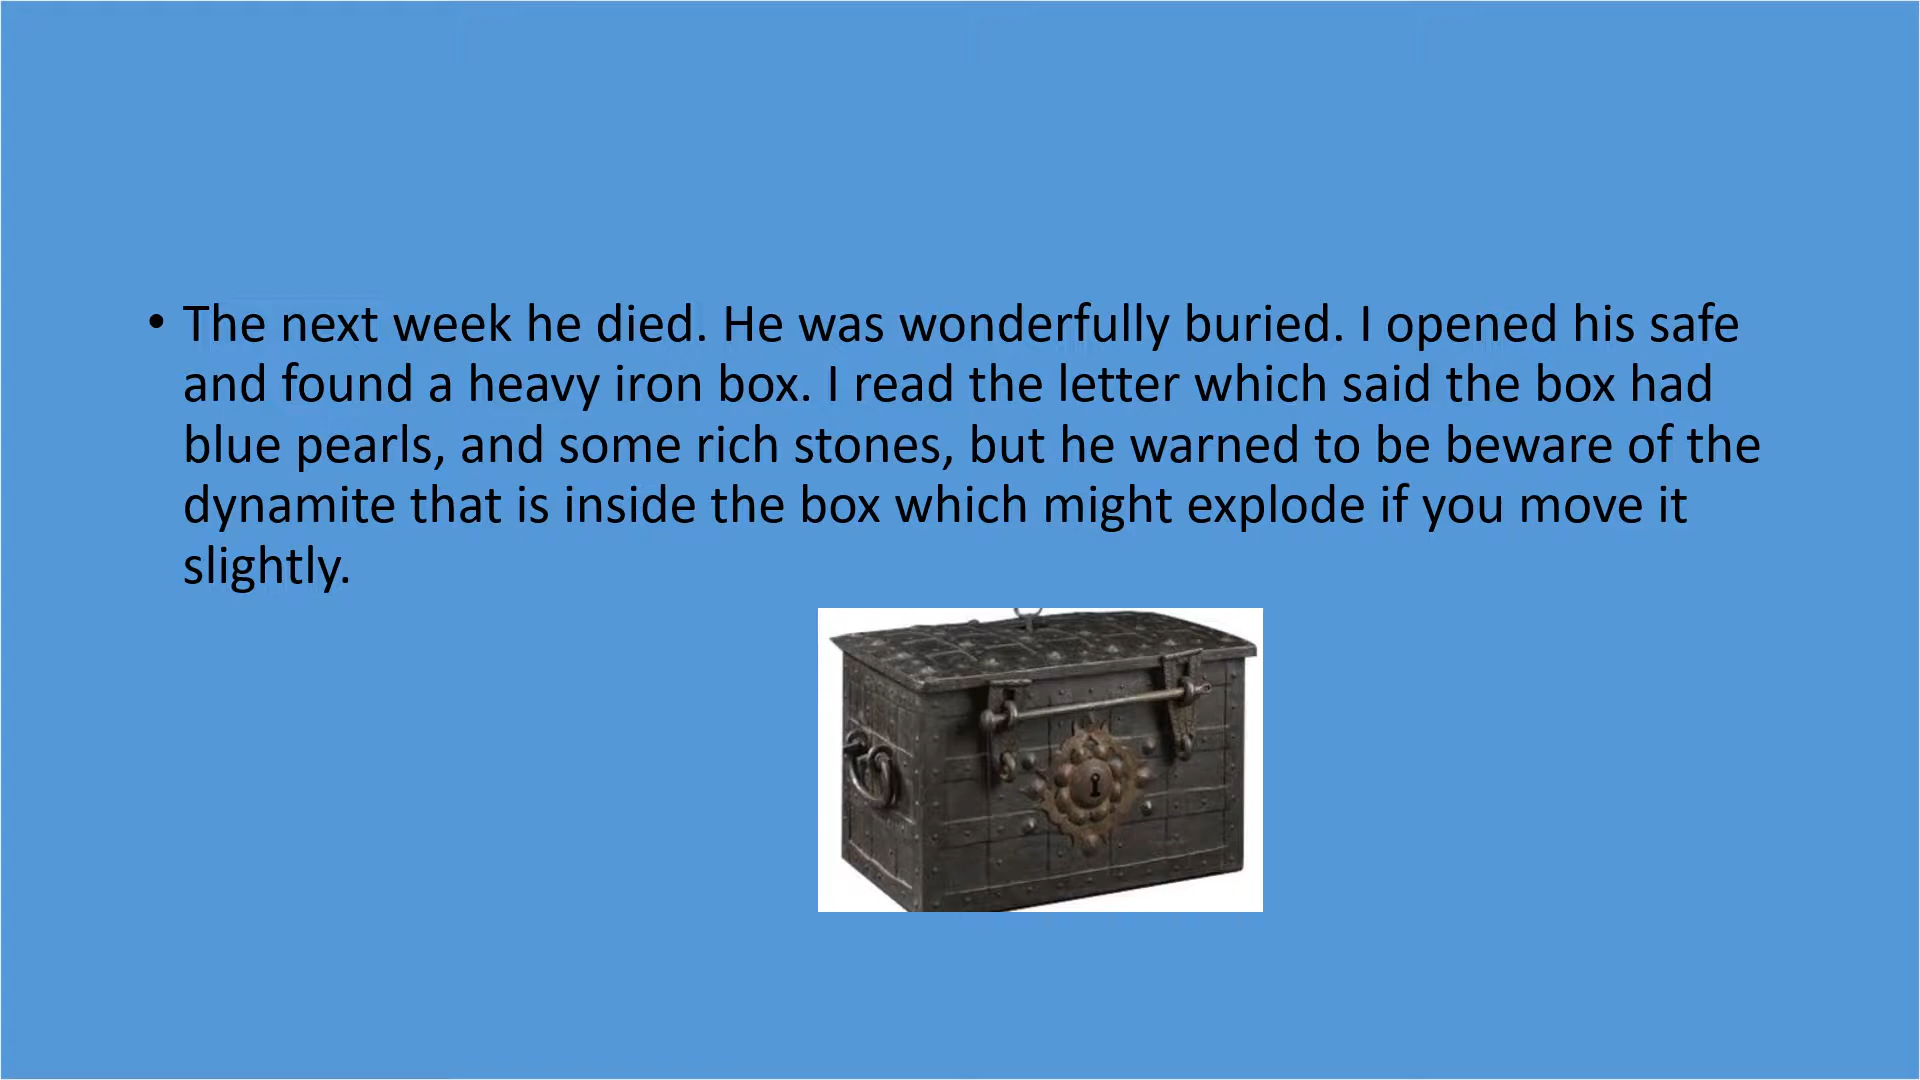 • The next week he died. He was wonderfully buried. I opened his safe
and found a heavy iron box. I read the letter which said the box had
blue pearls, and some rich stones, but he warned to be beware of the
dynamite that is inside the box which might explode if you move it
slightly.